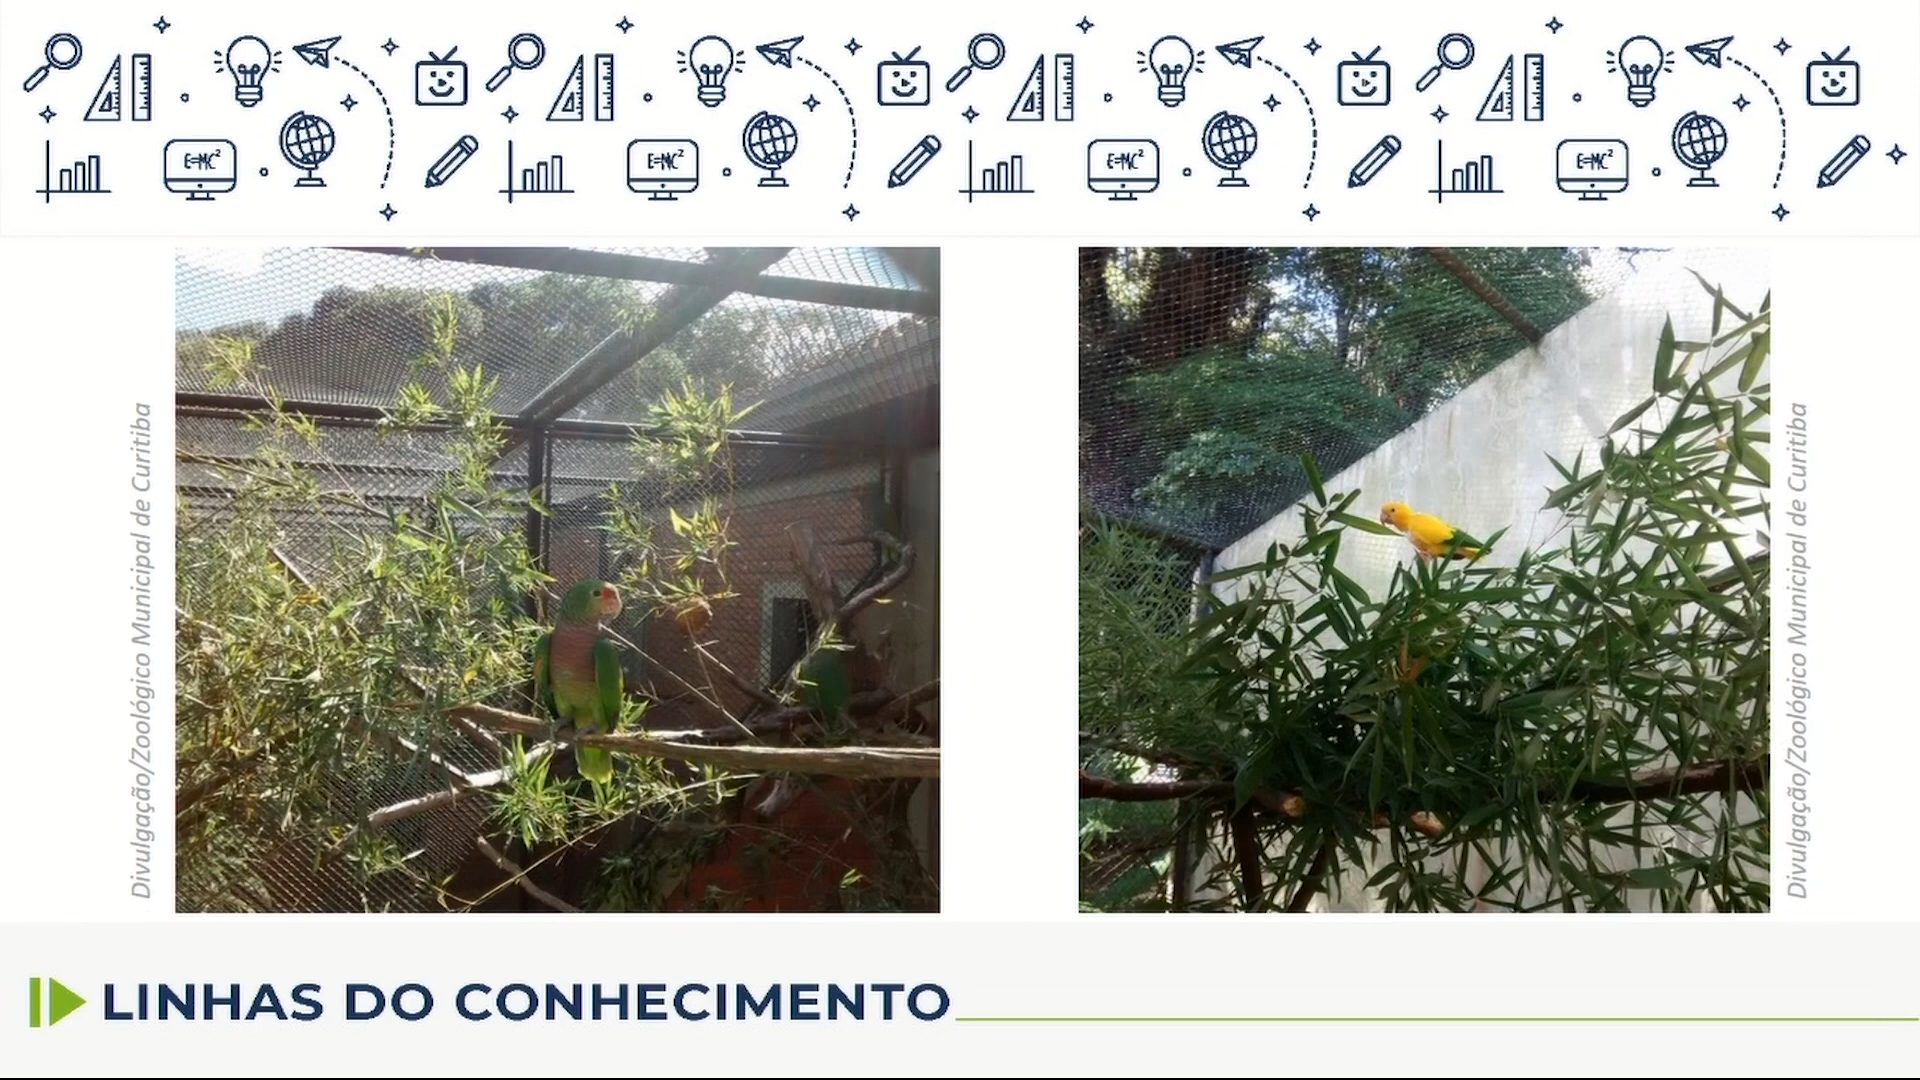 E=MC²
E=MC²
E=MC²
E=MC²
Divulgação/Zoológico Municipal de Curitiba
Divulgação/Zoológico Municipal de Curitiba
LINHAS DO CONHECIMENTO